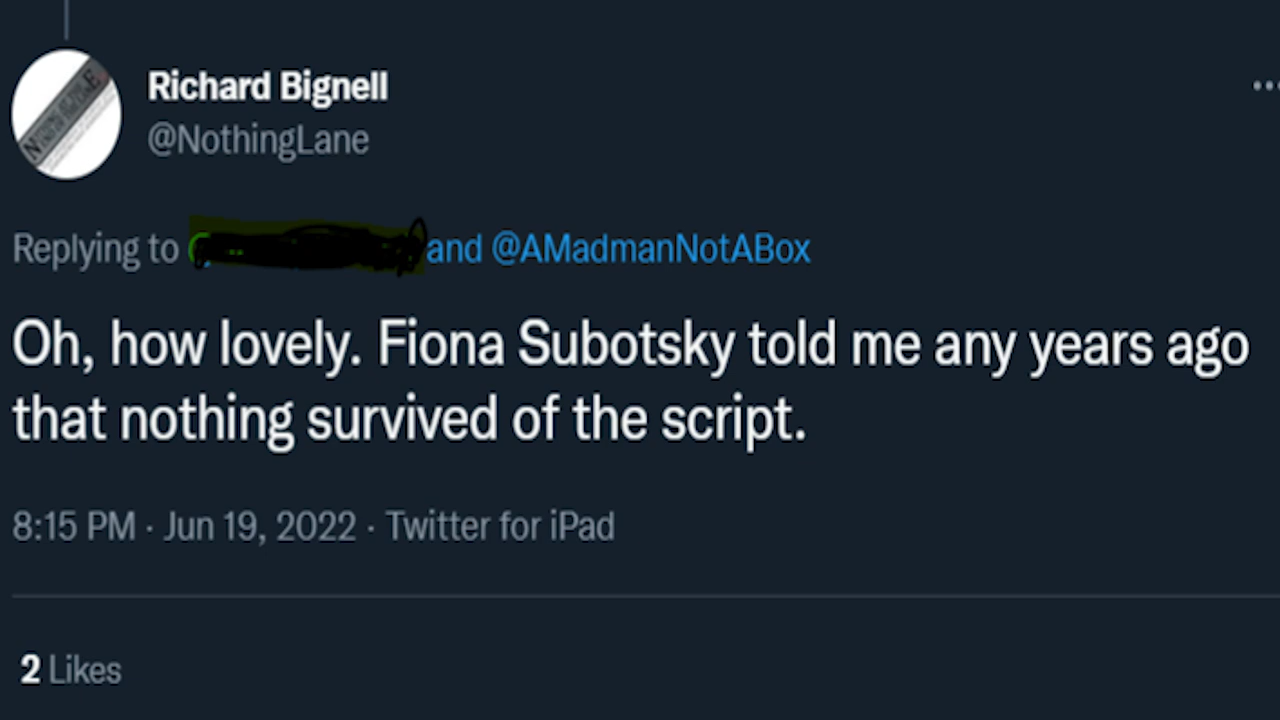 Richard Bignell
@NothingLane
Replying to and @AMadmanNotABox
Oh, how lovely. Fiona Subotsky told me any years ago
that nothing survived of the script.
8:15 PM · Jun 19, 2022 · Twitter for iPad
2 Likes